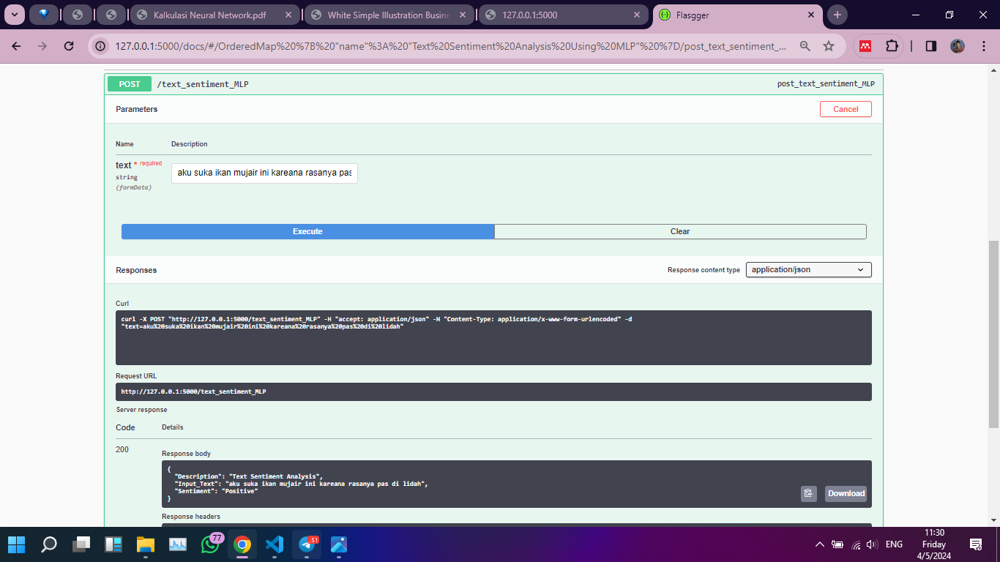 Kalkulasi Neural Network.pdf
White Simple Illustration Busine
127.0.0.1:5000
Flasgger
127.0.0.1:5000/docs/#/OrderedMap%20%7B%20"name"%3A%20"Text%20Sentiment%20Analysis%20Using%20MLP"%20%7D/post_text_sentiment_...
POST /text_sentiment_MLP post_text_sentiment_MLP
Parameters Cancel
Name Description
text * required
string
(formData)
aku suka ikan mujair ini kareana rasanya pas
Execute Clear
Responses Response content type application/json
Curl
curl -X POST "http://127.0.0.1:5000/text_sentiment_MLP" -H "accept: application/json" -H "Content-Type: application/x-www-form-urlencoded" -d
"text=aku%20suka%20ikan%20mujair%20ini%20kareana%20rasanya%20pas%20di%20lidah"
Request URL
http://127.0.0.1:5000/text_sentiment_MLP
Server response
Code Details
200
Response body
{
"Description": "Text Sentiment Analysis",
"Input_Text": "aku suka ikan mujair ini kareana rasanya pas di lidah",
"Sentiment": "Positive"
}
Download
Response headers
77
51
ENG
11:30
Friday
4/5/2024